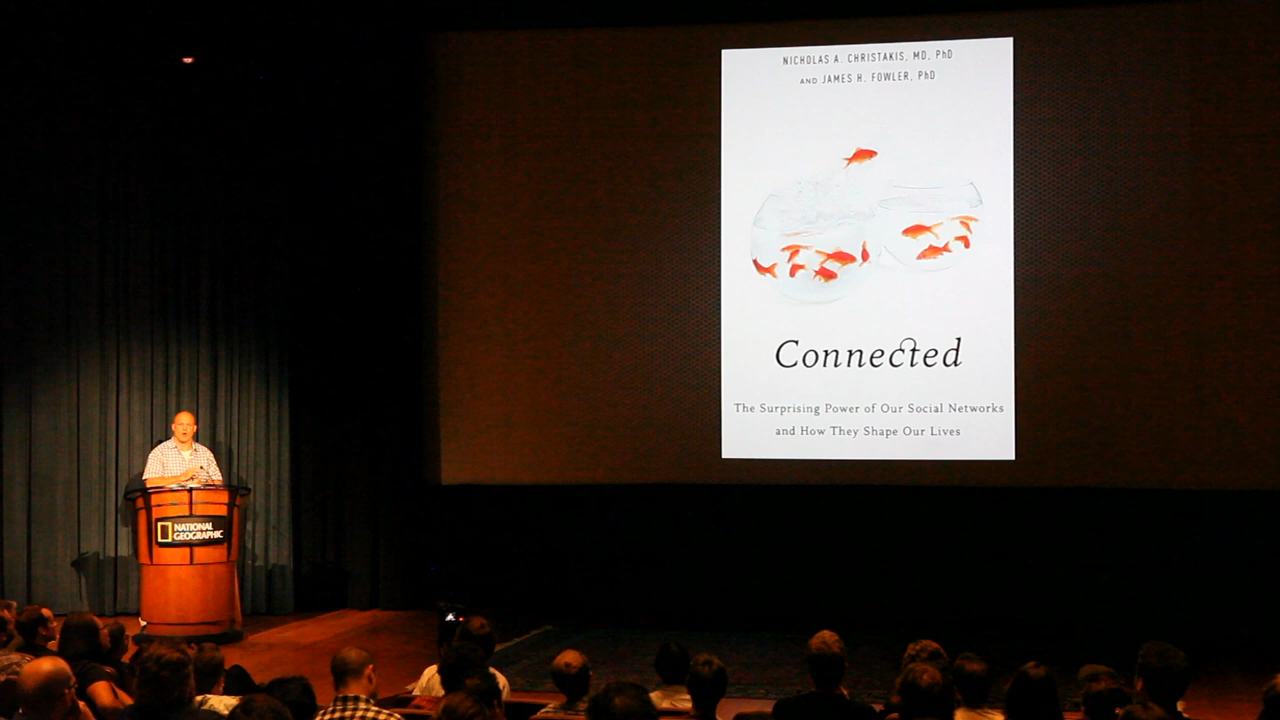 NICHOLAS A. CHRISTAKIS, MD, PhD
AND JAMES H. FOWLER, PhD
Connected
The Surprising Power of Our Social Networks
and How They Shape Our Lives
NATIONAL
GEOGRAPHIC